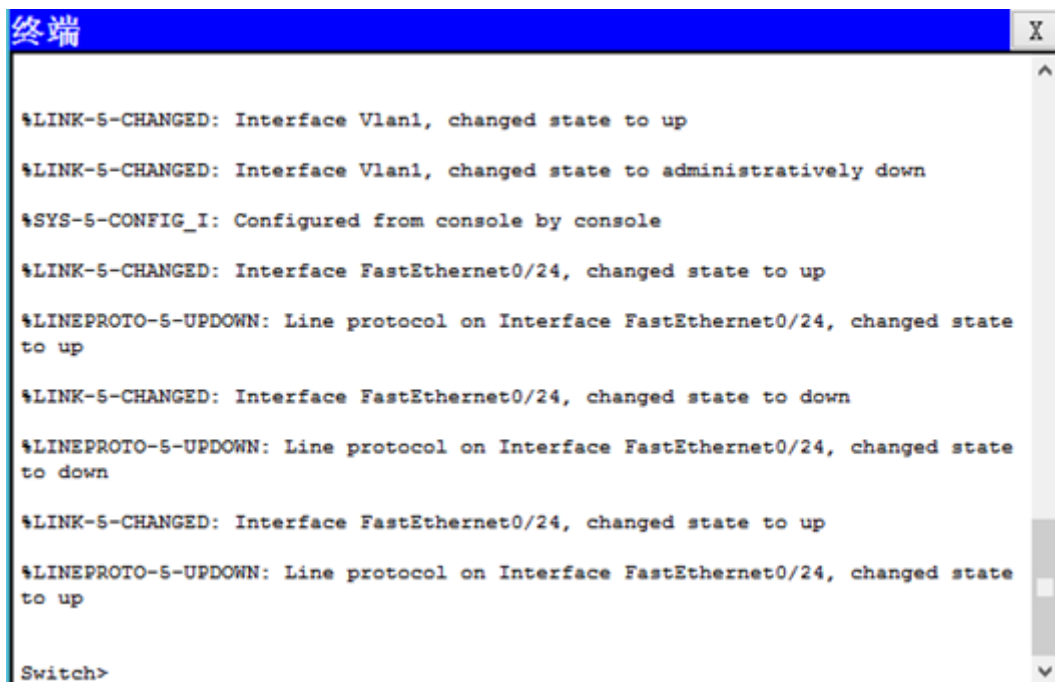 终端
X
%LINK-5-CHANGED: Interface Vlan1, changed state to up
%LINK-5-CHANGED: Interface Vlan1, changed state to administratively down
%SYS-5-CONFIG_I: Configured from console by console
%LINK-5-CHANGED: Interface FastEthernet0/24, changed state to up
%LINEPROTO-5-UPDOWN: Line protocol on Interface FastEthernet0/24, changed state
to up
%LINK-5-CHANGED: Interface FastEthernet0/24, changed state to down
%LINEPROTO-5-UPDOWN: Line protocol on Interface FastEthernet0/24, changed state
to down
%LINK-5-CHANGED: Interface FastEthernet0/24, changed state to up
%LINEPROTO-5-UPDOWN: Line protocol on Interface FastEthernet0/24, changed state
to up
Switch>